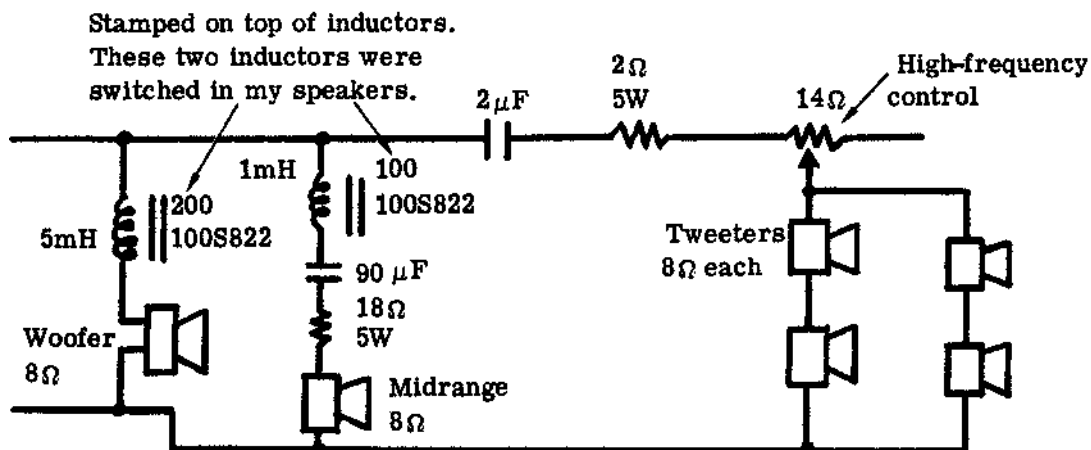 Stamped on top of inductors.
These two inductors were
switched in my speakers.
2μF
2Ω
5W
14Ω
High-frequency
control
1mH
100
100S822
200
100S822
5mH
90 μF
18Ω
5W
Tweeters
8Ω each
Woofer
8Ω
Midrange
8Ω